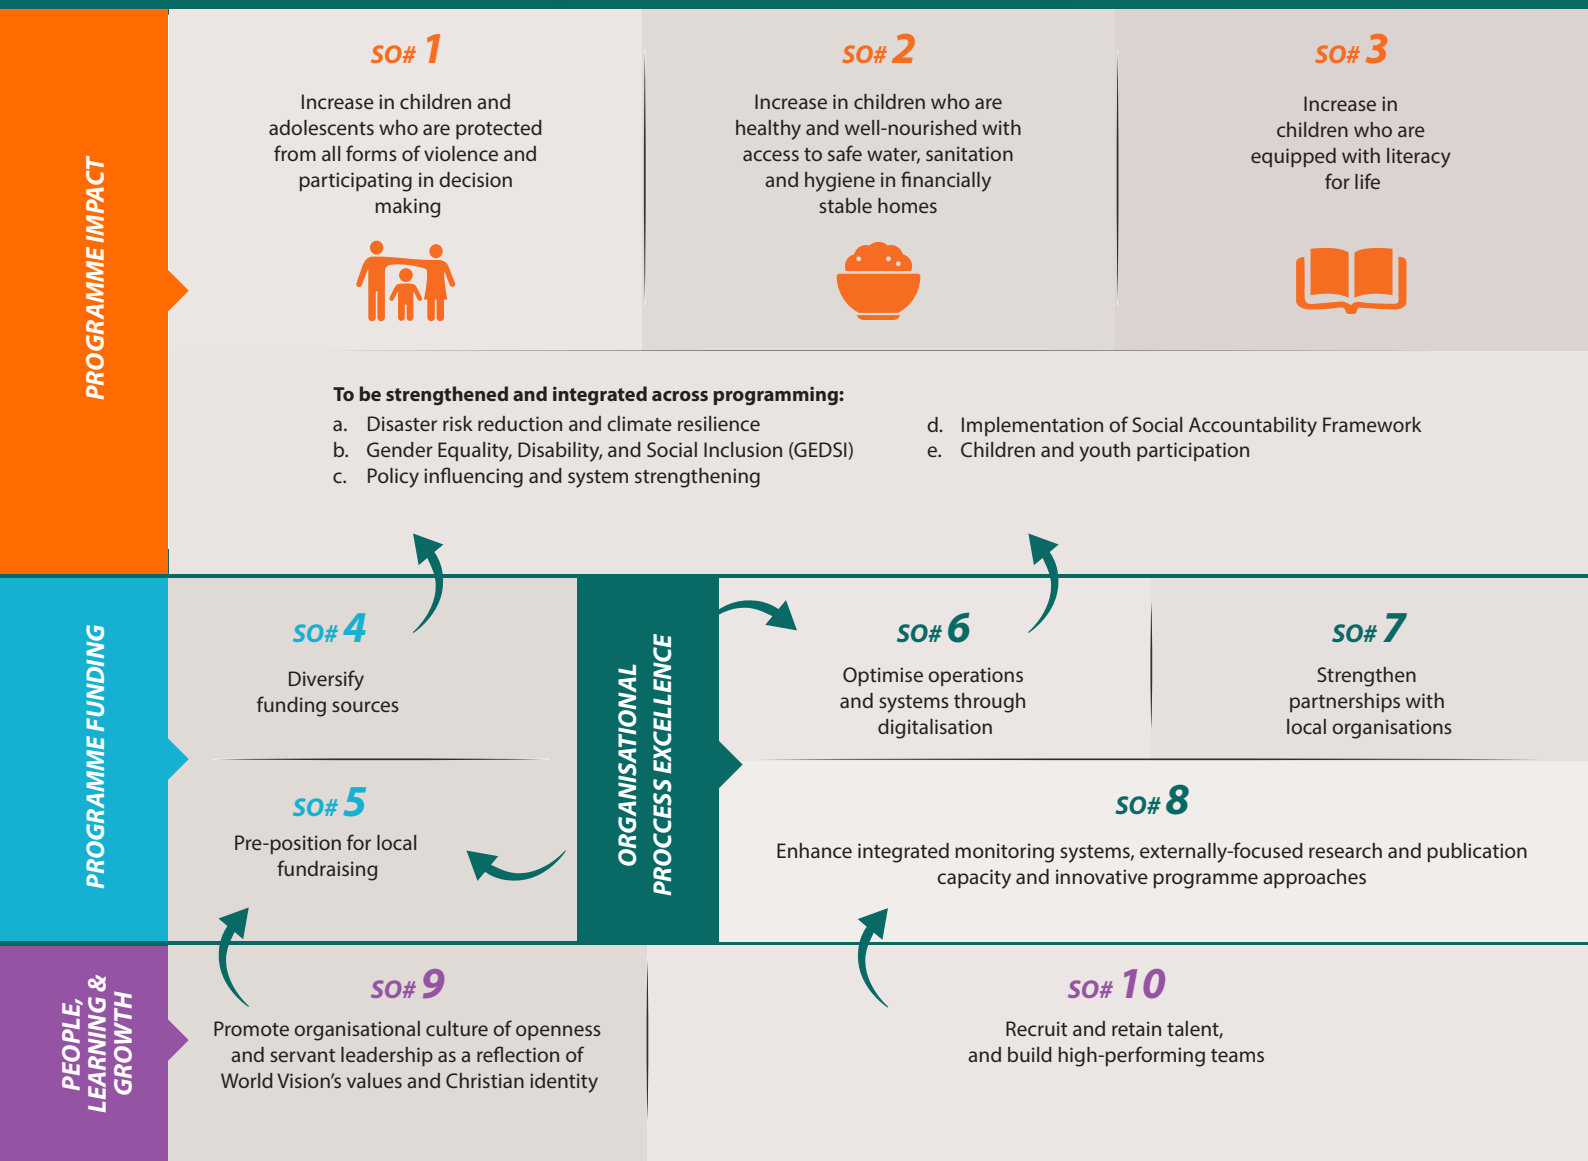 PROGRAMME IMPACT
SO# 1
Increase in children and
adolescents who are protected
from all forms of violence and
participating in decision
making
SO# 2
Increase in children who are
healthy and well-nourished with
access to safe water, sanitation
and hygiene in financially
stable homes
SO# 3
Increase in
children who are
equipped with literacy
for life
To be strengthened and integrated across programming:
a. Disaster risk reduction and climate resilience
b. Gender Equality, Disability, and Social Inclusion (GEDSI)
c. Policy influencing and system strengthening
d. Implementation of Social Accountability Framework
e. Children and youth participation
PROGRAMME FUNDING
SO# 4
Diversify
funding sources
SO# 5
Pre-position for local
fundraising
ORGANISATIONAL
PROCCESS EXCELLENCE
SO# 6
Optimise operations
and systems through
digitalisation
SO# 7
Strengthen
partnerships with
local organisations
SO# 8
Enhance integrated monitoring systems, externally-focused research and publication
capacity and innovative programme approaches
PEOPLE,
LEARNING &
GROWTH
SO# 9
Promote organisational culture of openness
and servant leadership as a reflection of
World Vision’s values and Christian identity
SO# 10
Recruit and retain talent,
and build high-performing teams